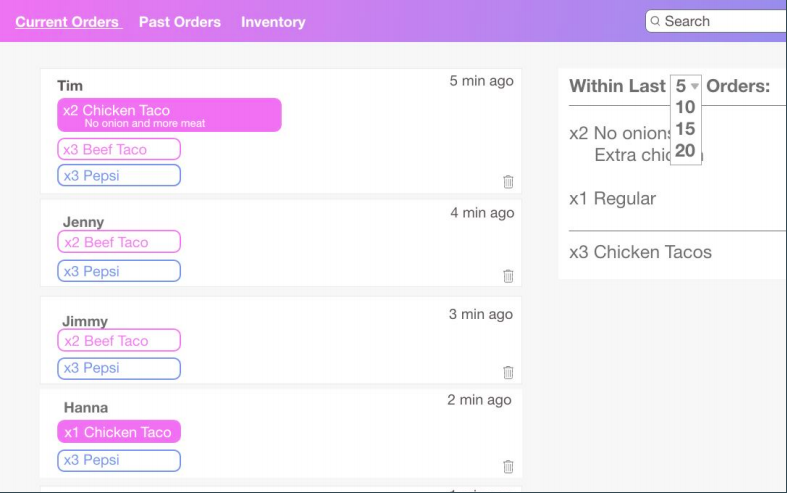 Current Orders Past Orders Inventory Search
Tim 5 min ago
x2 Chicken Taco
No onion and more meat
x3 Beef Taco
x3 Pepsi
Jenny 4 min ago
x2 Beef Taco
x3 Pepsi
Jimmy 3 min ago
x2 Beef Taco
x3 Pepsi
Hanna 2 min ago
x1 Chicken Taco
x3 Pepsi
Within Last 5 Orders:
10
15
20
x2 No onions
Extra
x1 Regular
x3 Chicken Tacos